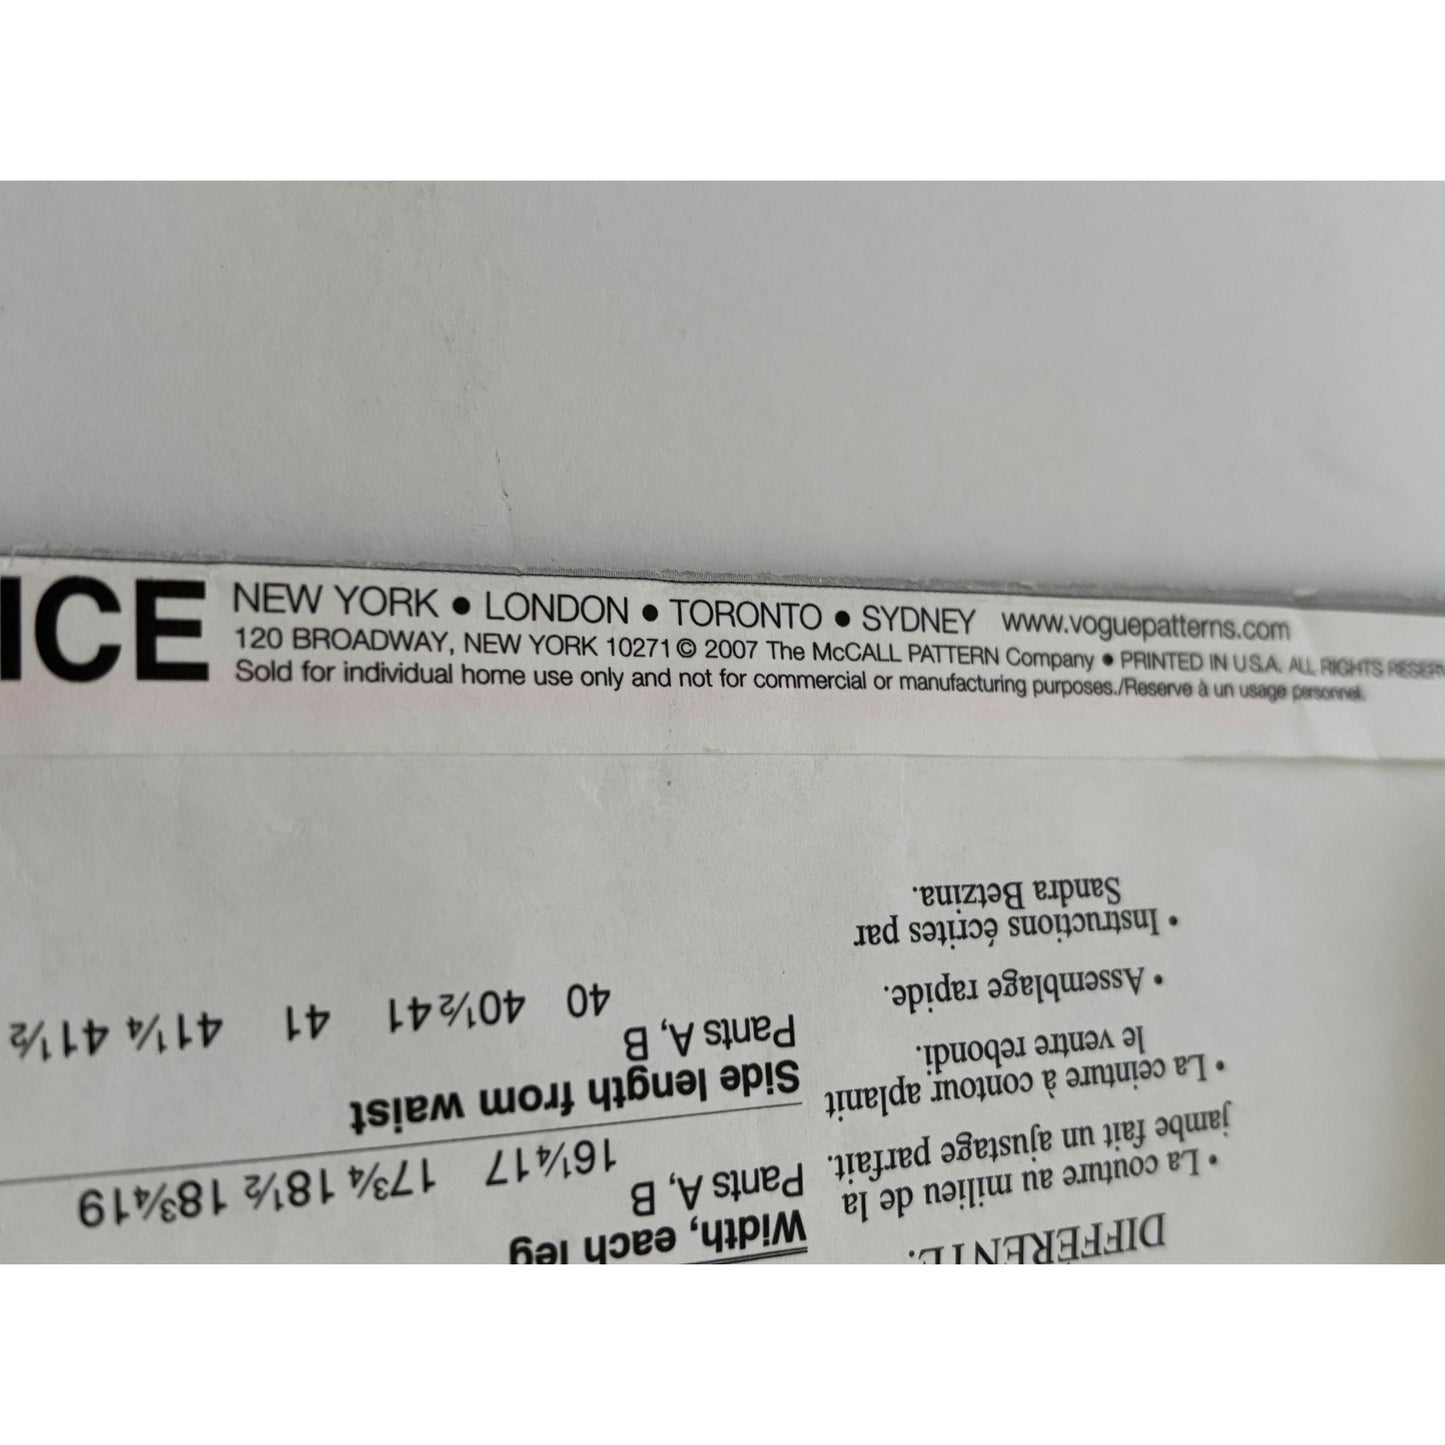 ICE
NEW YORK • LONDON • TORONTO • SYDNEY www.voguepatterns.com
120 BROADWAY, NEW YORK 10271 © 2007 The McCALL PATTERN Company • PRINTED IN U.S.A. ALL RIGHTS RESERV
Sold for individual home use only and not for commercial or manufacturing purposes./Reserve à un usage personnel.
DIFFÉRENTE.
• La couture au milieu de la
jambe fait un ajustage parfait.
• La ceinture à contour aplanit
le ventre rebondi.
• Assemblage rapide.
• Instructions écrites par
Sandra Betzina.
Width, each leg
Pants A, B
16¼ 17 17¾ 18½ 18¾ 19
Side length from waist
Pants A, B
40 40½ 41 41 41¼ 41½